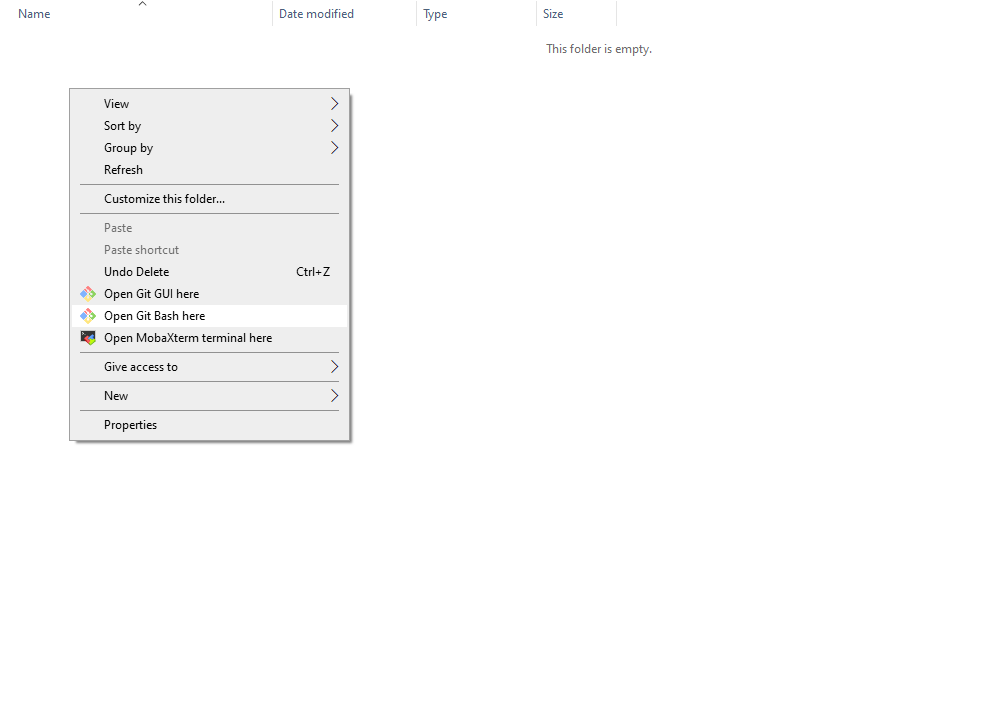 Name Date modified Type Size
This folder is empty.
View
Sort by
Group by
Refresh
Customize this folder...
Paste
Paste shortcut
Undo Delete Ctrl+Z
Open Git GUI here
Open Git Bash here
Open MobaXterm terminal here
Give access to
New
Properties